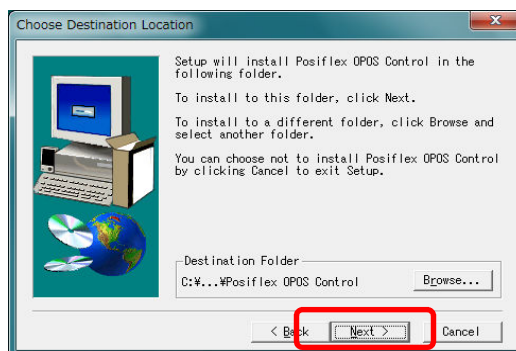 Choose Destination Location
Setup will install Posiflex OPOS Control in the
following folder.
To install to this folder, click Next.
To install to a different folder, click Browse and
select another folder.
You can choose not to install Posiflex OPOS Control
by clicking Cancel to exit Setup.
Destination Folder
C:¥...¥Posiflex OPOS Control
Browse...
< Back
Next >
Cancel